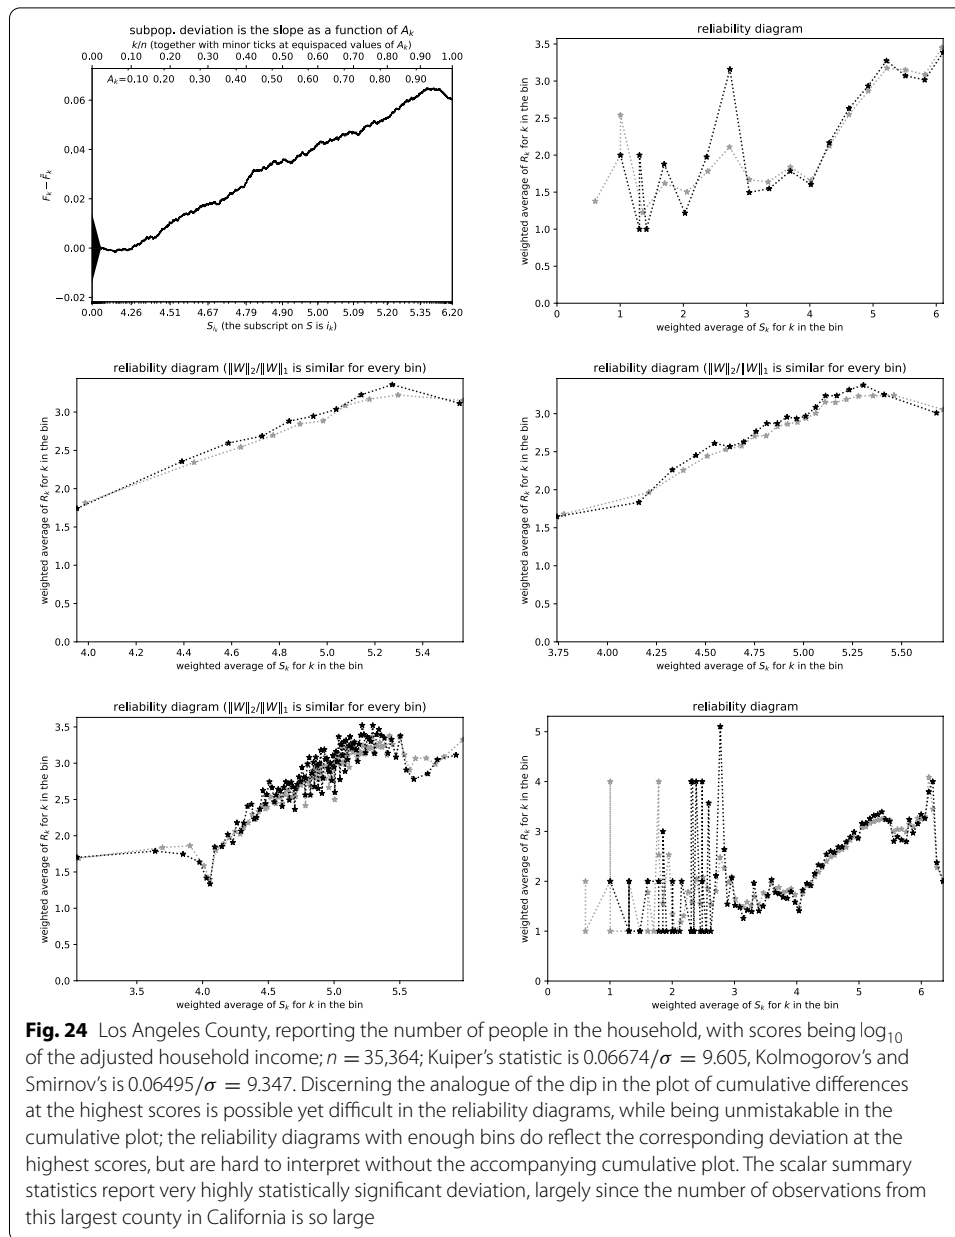 subpop. deviation is the slope as a function of A_k
k/n (together with minor ticks at equispaced values of A_k)
0.00 0.10 0.20 0.30 0.40 0.50 0.60 0.70 0.80 0.90 1.00
A_k=0.10 0.20 0.30 0.40 0.50 0.60 0.70 0.80 0.90
0.06
0.04
0.02
0.00
−0.02
F_k − F̃_k
0.00 4.26 4.51 4.67 4.79 4.90 5.00 5.09 5.20 5.35 6.20
S_{i_k} (the subscript on S is i_k)
reliability diagram
3.5
3.0
2.5
2.0
1.5
1.0
0.5
0.0
weighted average of R_k for k in the bin
0 1 2 3 4 5 6
weighted average of S_k for k in the bin
reliability diagram (‖W‖₂/‖W‖₁ is similar for every bin)
3.0
2.5
2.0
1.5
1.0
0.5
0.0
weighted average of R_k for k in the bin
4.0 4.2 4.4 4.6 4.8 5.0 5.2 5.4
weighted average of S_k for k in the bin
reliability diagram (‖W‖₂/‖W‖₁ is similar for every bin)
3.0
2.5
2.0
1.5
1.0
0.5
0.0
weighted average of R_k for k in the bin
3.75 4.00 4.25 4.50 4.75 5.00 5.25 5.50
weighted average of S_k for k in the bin
reliability diagram (‖W‖₂/‖W‖₁ is similar for every bin)
3.5
3.0
2.5
2.0
1.5
1.0
0.5
0.0
weighted average of R_k for k in the bin
3.5 4.0 4.5 5.0 5.5
weighted average of S_k for k in the bin
reliability diagram
5
4
3
2
1
0
weighted average of R_k for k in the bin
0 1 2 3 4 5 6
weighted average of S_k for k in the bin
Fig. 24 Los Angeles County, reporting the number of people in the household, with scores being log₁₀
of the adjusted household income; n = 35,364; Kuiper's statistic is 0.06674/σ = 9.605, Kolmogorov's and
Smirnov's is 0.06495/σ = 9.347. Discerning the analogue of the dip in the plot of cumulative differences
at the highest scores is possible yet difficult in the reliability diagrams, while being unmistakable in the
cumulative plot; the reliability diagrams with enough bins do reflect the corresponding deviation at the
highest scores, but are hard to interpret without the accompanying cumulative plot. The scalar summary
statistics report very highly statistically significant deviation, largely since the number of observations from
this largest county in California is so large